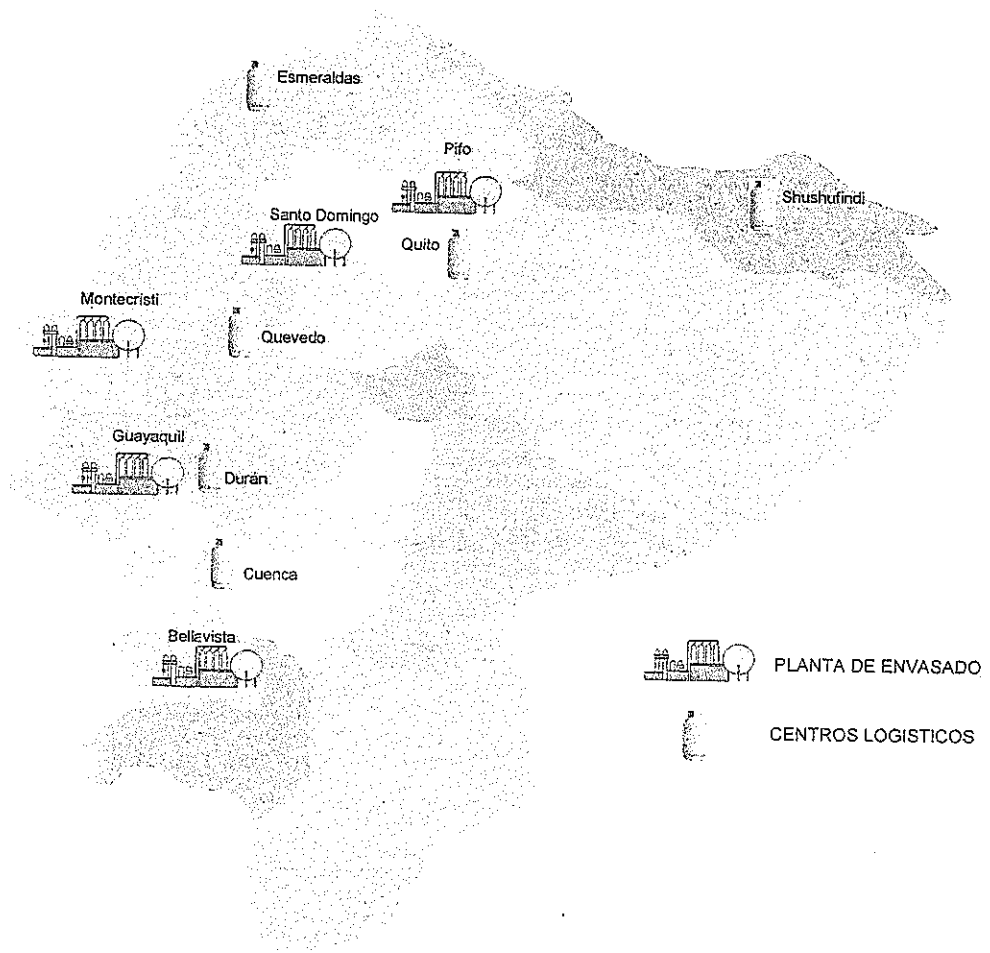 Esmeraldas
Pifo
Shushufindi
Santo Domingo
Quito
Montecristi
Quevedo
Guayaquil
Durán
Cuenca
Bellavista
PLANTA DE ENVASADO
CENTROS LOGISTICOS